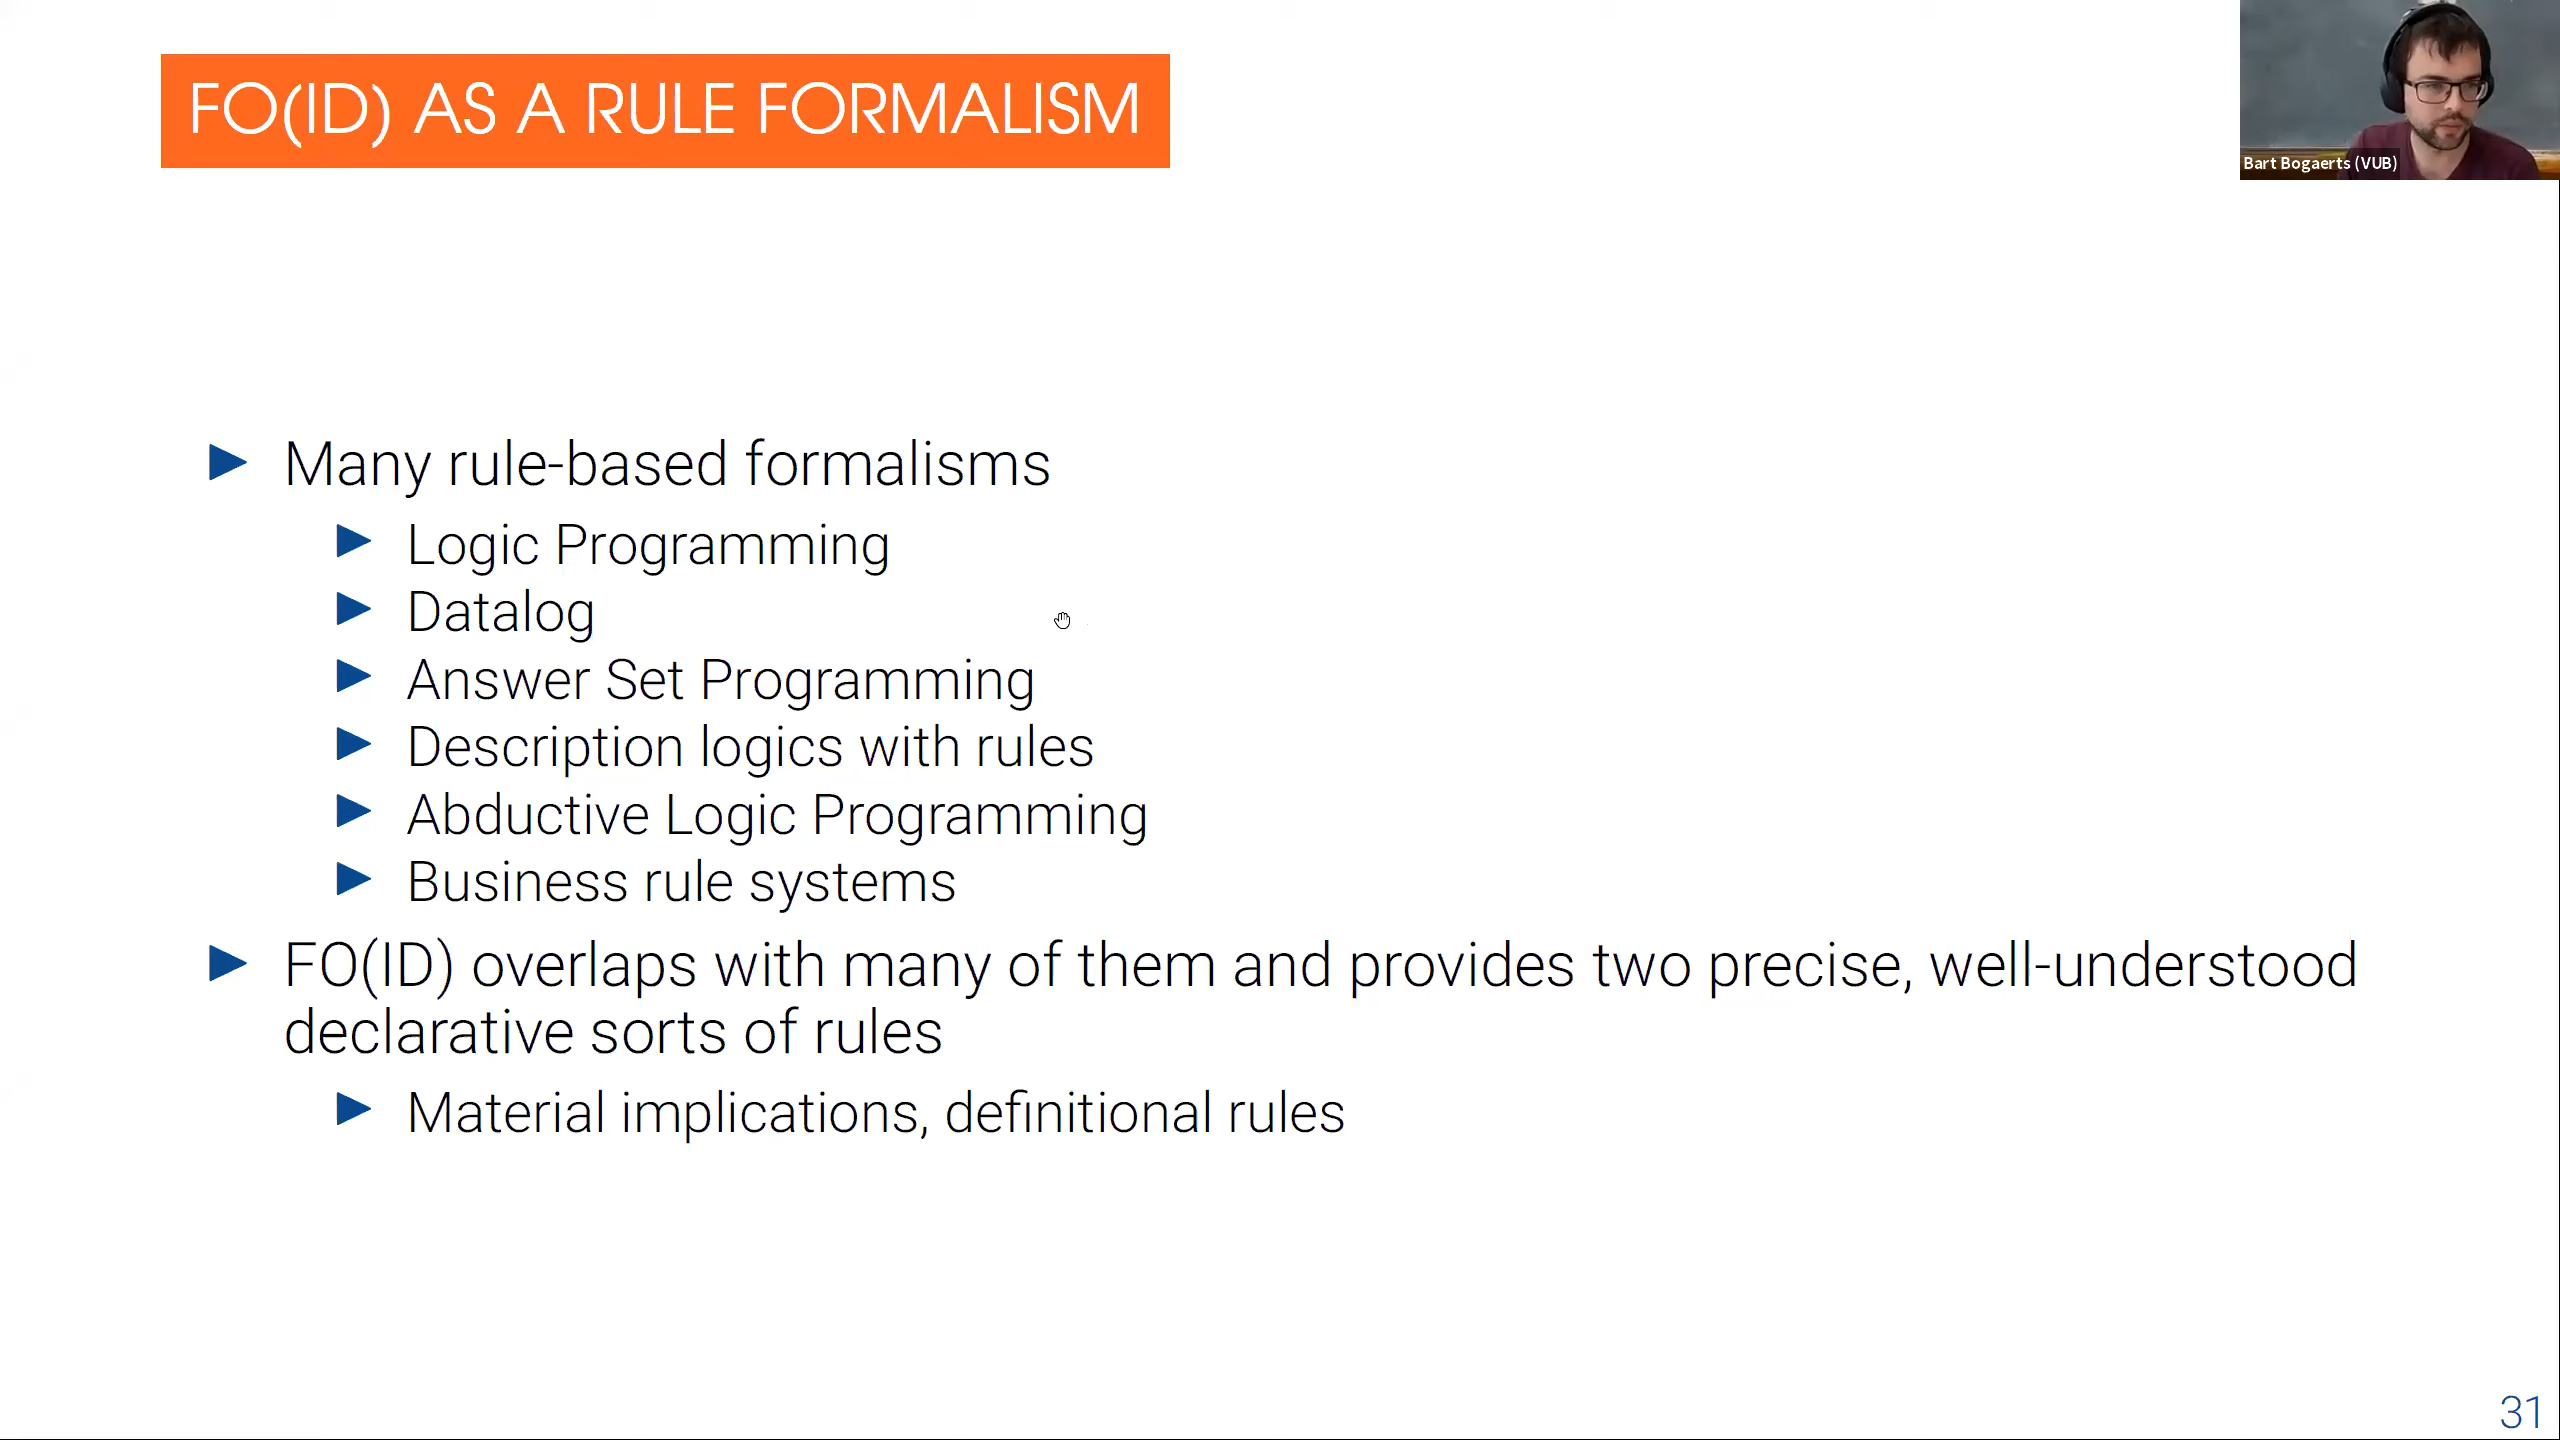 FO(ID) AS A RULE FORMALISM
Bart Bogaerts (VUB)
Many rule-based formalisms
Logic Programming
Datalog
Answer Set Programming
Description logics with rules
Abductive Logic Programming
Business rule systems
FO(ID) overlaps with many of them and provides two precise, well-understood
declarative sorts of rules
Material implications, definitional rules
31